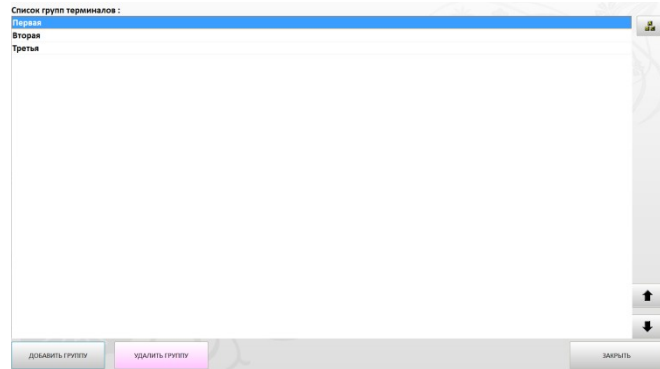 Список групп терминалов :
Первая
Вторая
Третья
ДОБАВИТЬ ГРУППУ
УДАЛИТЬ ГРУППУ
ЗАКРЫТЬ